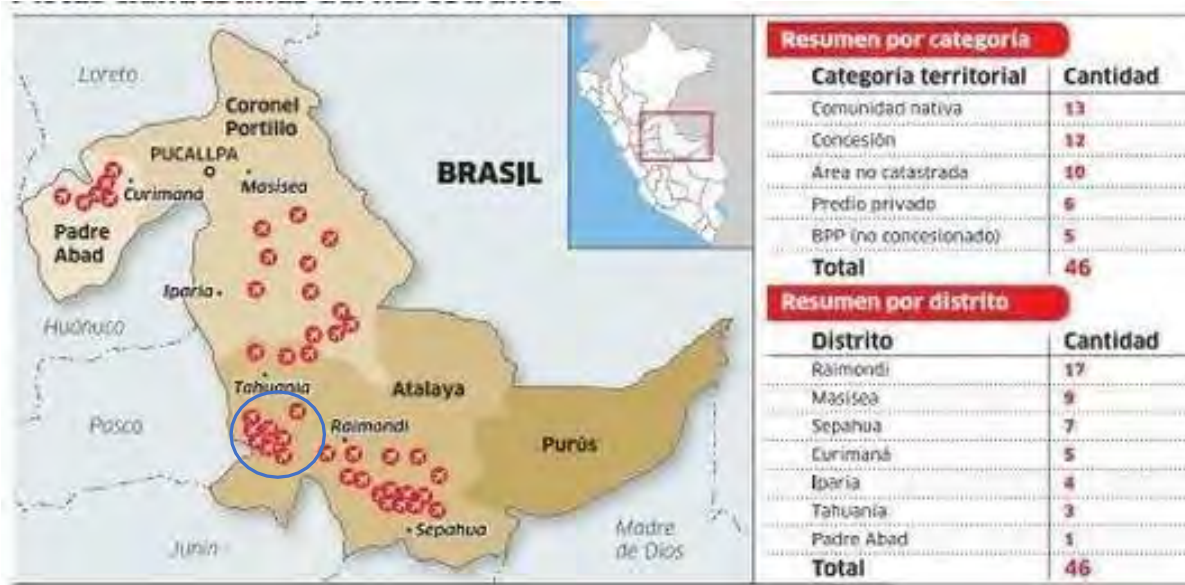 Loreto
Coronel
Portillo
PUCALLPA
Curimaná
Masisea
BRASIL
Padre
Abad
Iparia
Huánuco
Tahuania
Atalaya
Pasco
Raimondi
Purús
Sepahua
Junín
Madre
de Dios
Resumen por categoría
Categoría territorial Cantidad
Comunidad nativa 13
Concesión 12
Área no catastrada 10
Predio privado 6
BPP (no concesionado) 5
Total 46
Resumen por distrito
Distrito Cantidad
Raimondi 17
Masisea 9
Sepahua 7
Curimaná 5
Iparia 4
Tahuania 3
Padre Abad 1
Total 46